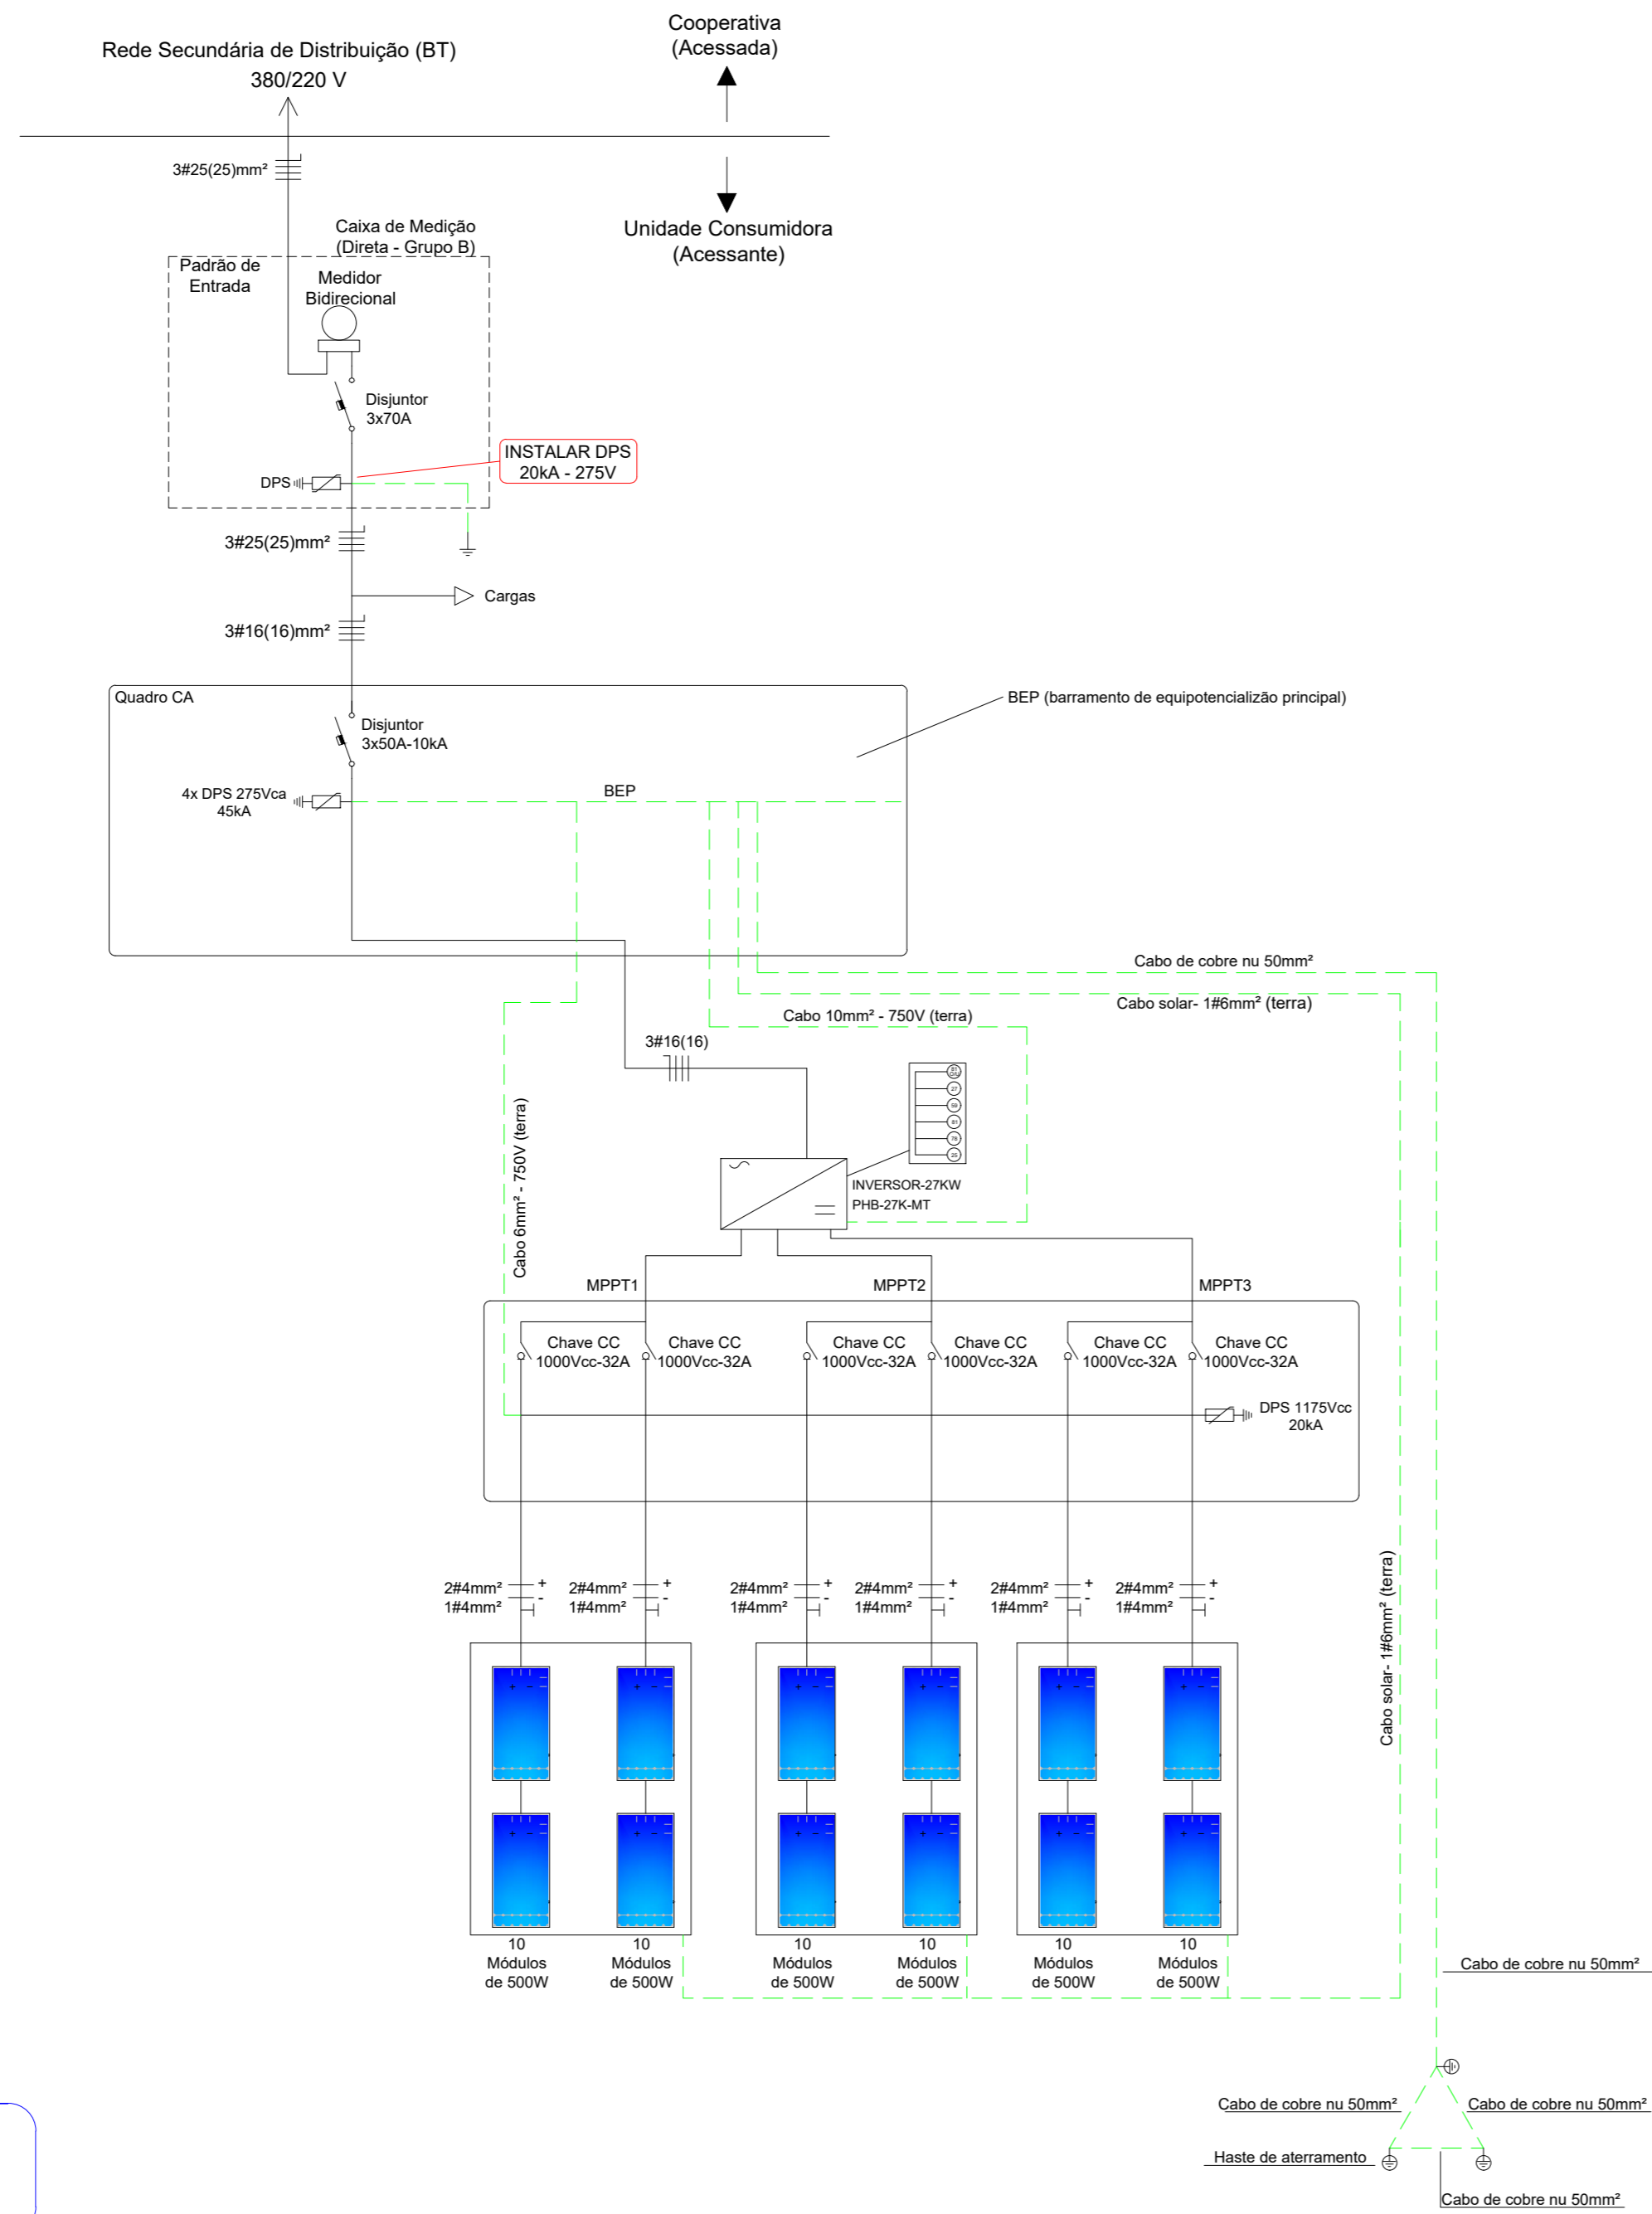 Cooperativa
(Acessada)
Rede Secundária de Distribuição (BT)
380/220 V
3#25(25)mm²
Unidade Consumidora
(Acessante)
Caixa de Medição
(Direta - Grupo B)
Padrão de
Entrada
Medidor
Bidirecional
Disjuntor
3x70A
INSTALAR DPS
20kA - 275V
DPS
3#25(25)mm²
Cargas
3#16(16)mm²
Quadro CA
BEP (barramento de equipotencializão principal)
Disjuntor
3x50A-10kA
4x DPS 275Vca
45kA
BEP
Cabo de cobre nu 50mm²
Cabo solar- 1#6mm² (terra)
Cabo 10mm² - 750V (terra)
3#16(16)
27
59
81
78
25
Cabo 6mm² - 750V (terra)
INVERSOR-27KW
PHB-27K-MT
MPPT1
MPPT2
MPPT3
Chave CC
1000Vcc-32A
Chave CC
1000Vcc-32A
Chave CC
1000Vcc-32A
Chave CC
1000Vcc-32A
Chave CC
1000Vcc-32A
Chave CC
1000Vcc-32A
DPS 1175Vcc
20kA
2#4mm² +
1#4mm² -
2#4mm² +
1#4mm² -
2#4mm² +
1#4mm² -
2#4mm² +
1#4mm² -
2#4mm² +
1#4mm² -
2#4mm² +
1#4mm² -
Cabo solar- 1#6mm² (terra)
+ -
+ -
+ -
+ -
+ -
+ -
+ -
+ -
+ -
+ -
+ -
+ -
10
Módulos
de 500W
10
Módulos
de 500W
10
Módulos
de 500W
10
Módulos
de 500W
10
Módulos
de 500W
10
Módulos
de 500W
Cabo de cobre nu 50mm²
Cabo de cobre nu 50mm²
Cabo de cobre nu 50mm²
Haste de aterramento
Cabo de cobre nu 50mm²